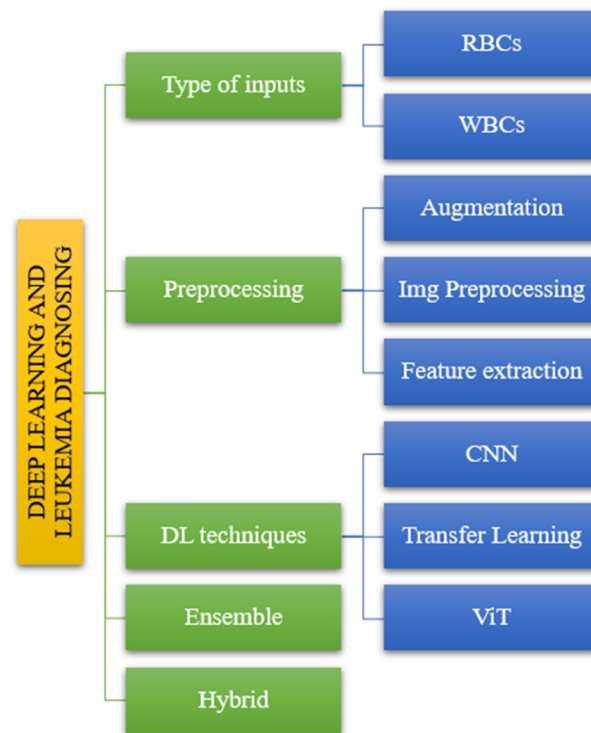 DEEP LEARNING AND
LEUKEMIA DIAGNOSING
Type of inputs
RBCs
WBCs
Preprocessing
Augmentation
Img Preprocessing
Feature extraction
DL techniques
CNN
Transfer Learning
ViT
Ensemble
Hybrid